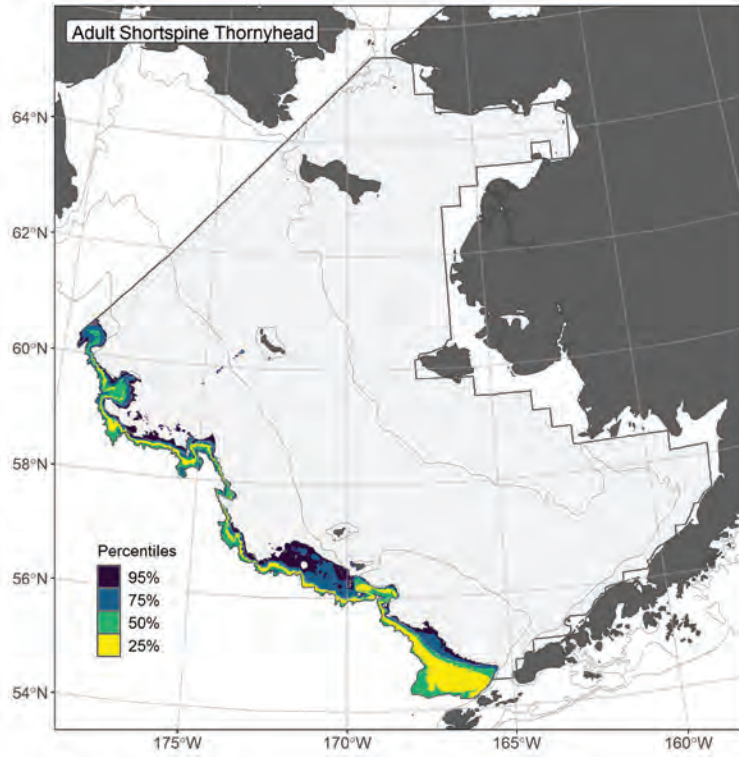 Adult Shortspine Thornyhead
64°N
62°N
60°N
58°N
56°N
54°N
Percentiles
95%
75%
50%
25%
175°W
170°W
165°W
160°W